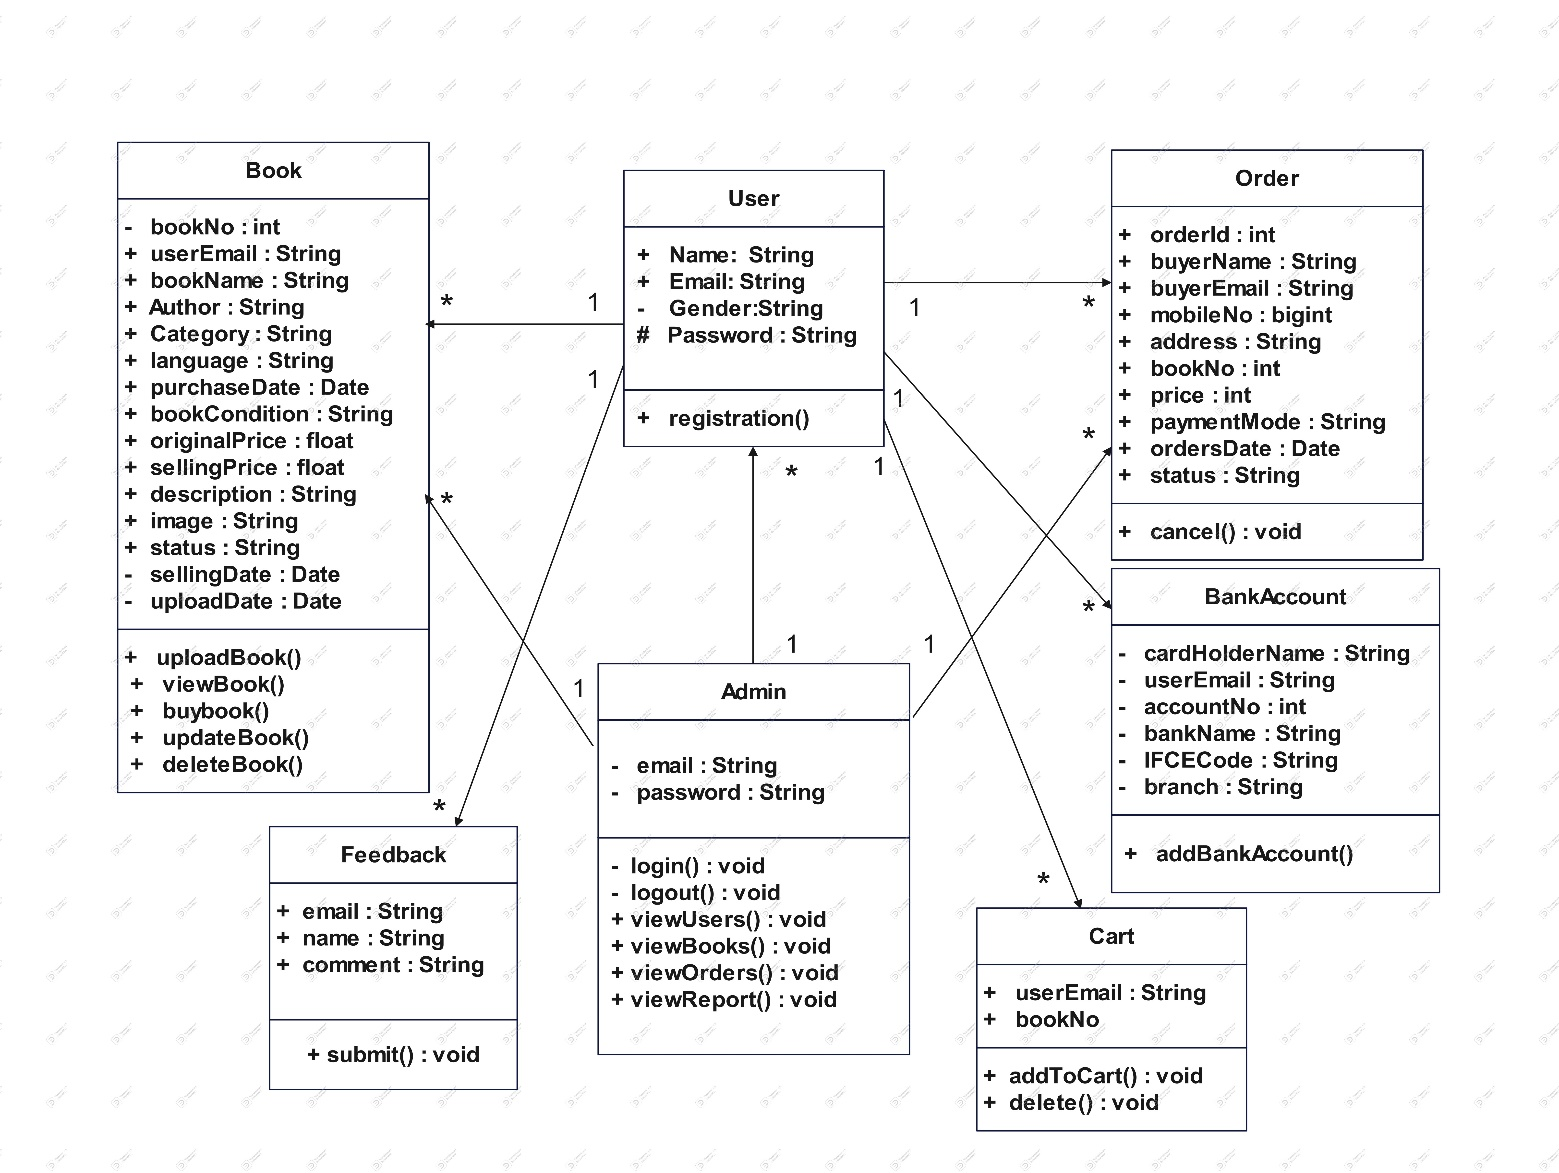 Book
- bookNo : int
+ userEmail : String
+ bookName : String
+ Author : String
+ Category : String
+ language : String
+ purchaseDate : Date
+ bookCondition : String
+ originalPrice : float
+ sellingPrice : float
+ description : String
+ image : String
+ status : String
- sellingDate : Date
- uploadDate : Date
+ uploadBook()
+ viewBook()
+ buybook()
+ updateBook()
+ deleteBook()
* 1
1
*
1
*
User
+ Name: String
+ Email: String
- Gender:String
# Password : String
+ registration()
*
1
1
*
1
1
*
1
*
*
Order
+ orderId : int
+ buyerName : String
+ buyerEmail : String
+ mobileNo : bigint
+ address : String
+ bookNo : int
+ price : int
+ paymentMode : String
+ ordersDate : Date
+ status : String
+ cancel() : void
BankAccount
- cardHolderName : String
- userEmail : String
- accountNo : int
- bankName : String
- IFCECode : String
- branch : String
+ addBankAccount()
Feedback
+ email : String
+ name : String
+ comment : String
+ submit() : void
Admin
- email : String
- password : String
- login() : void
- logout() : void
+ viewUsers() : void
+ viewBooks() : void
+ viewOrders() : void
+ viewReport() : void
Cart
+ userEmail : String
+ bookNo
+ addToCart() : void
+ delete() : void